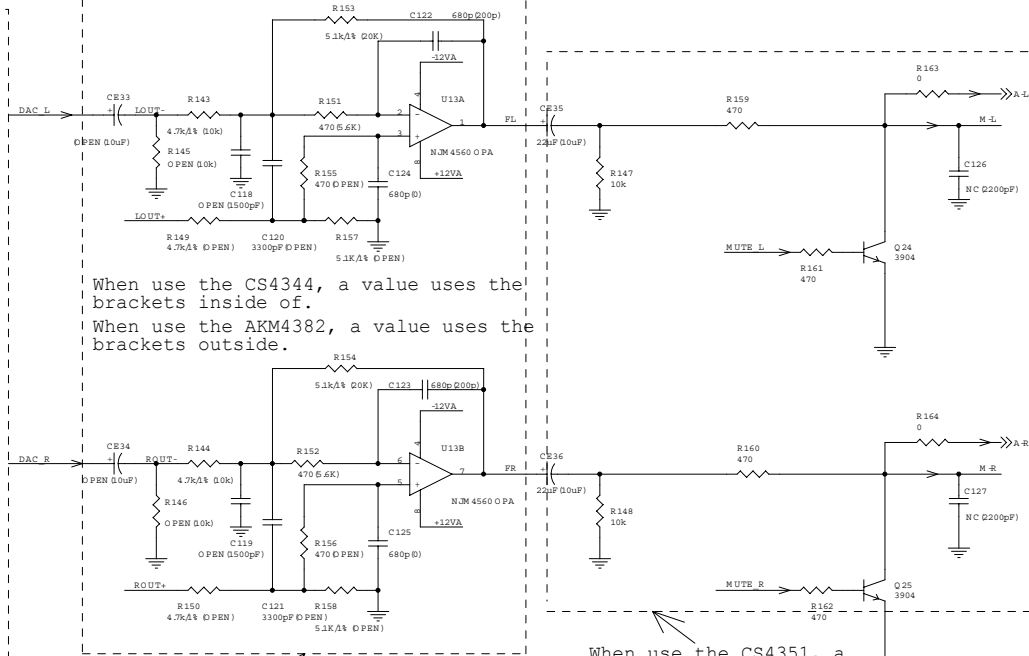 R153
5.1k/1% (20K)
C122
680p(200p)
-12VA
4
CE33
DAC_L
LOUT-
OPEN(10uF)
R143
4.7k/1% (10k)
R145
OPEN(10k)
R151
470(5.6K)
2
3
1
8
U13A
NJM4560 OPA
+12VA
FL
R155
470(OPEN)
C124
680p(0)
C118
OPEN(1500pF)
LOUT+
R149
4.7k/1% (OPEN)
C120
3300pF(OPEN)
R157
5.1K/1% (OPEN)
CE35
22uF(10uF)
R147
10k
R159
470
R163
0
A-L
M-L
C126
NC(2200pF)
MUTE_L
R161
470
Q24
3904
When use the CS4344, a value uses the
brackets inside of.
When use the AKM4382, a value uses the
brackets outside.
R154
5.1k/1% (20K)
C123
680p(200p)
-12VA
4
CE34
DAC_R
ROUT-
OPEN(10uF)
R144
4.7k/1% (10k)
R146
OPEN(10k)
R152
470(5.6K)
6
5
7
8
U13B
NJM4560 OPA
+12VA
FR
C119
OPEN(1500pF)
R156
470(OPEN)
C125
680p(0)
ROUT+
R150
4.7k/1% (OPEN)
C121
3300pF(OPEN)
R158
5.1K/1% (OPEN)
CE36
22uF(10uF)
R148
10k
R160
470
R164
0
A-R
M-R
C127
NC(2200pF)
MUTE_R
R162
470
Q25
3904
When use the CS4351, a